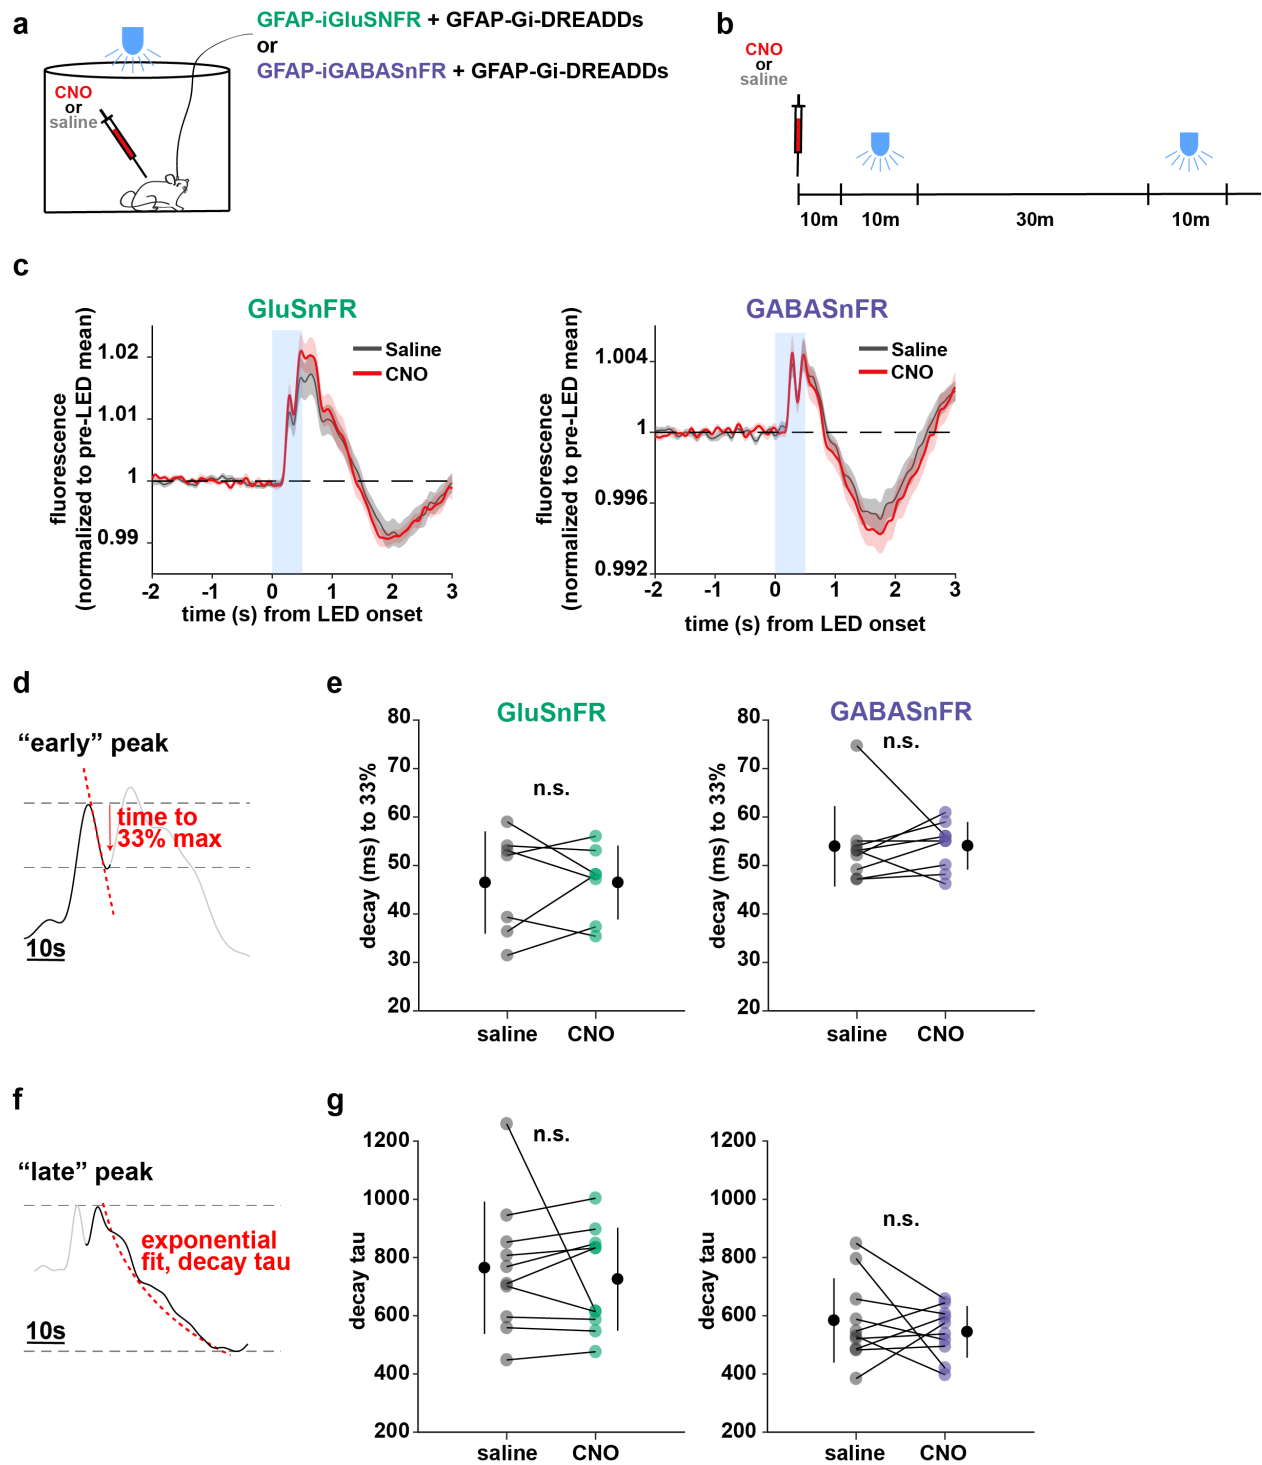 a
GFAP-iGluSNFR + GFAP-Gi-DREADDs
or
GFAP-iGABASnFR + GFAP-Gi-DREADDs
CNO
or
saline
b
CNO
or
saline
10m
10m
30m
10m
c
GluSnFR
fluorescence
(normalized to pre-LED mean)
1.02
1.01
1
0.99
Saline
CNO
-2
-1
0
1
2
3
time (s) from LED onset
GABASnFR
fluorescence
(normalized to pre-LED mean)
1.004
1
0.996
0.992
Saline
CNO
-2
-1
0
1
2
3
time (s) from LED onset
d
“early” peak
time to
33% max
10s
e
GluSnFR
n.s.
decay (ms) to 33%
80
70
60
50
40
30
20
saline
CNO
GABASnFR
n.s.
decay (ms) to 33%
80
70
60
50
40
30
20
saline
CNO
f
“late” peak
exponential
fit, decay tau
10s
g
n.s.
decay tau
1200
1000
800
600
400
200
saline
CNO
n.s.
decay tau
1200
1000
800
600
400
200
saline
CNO